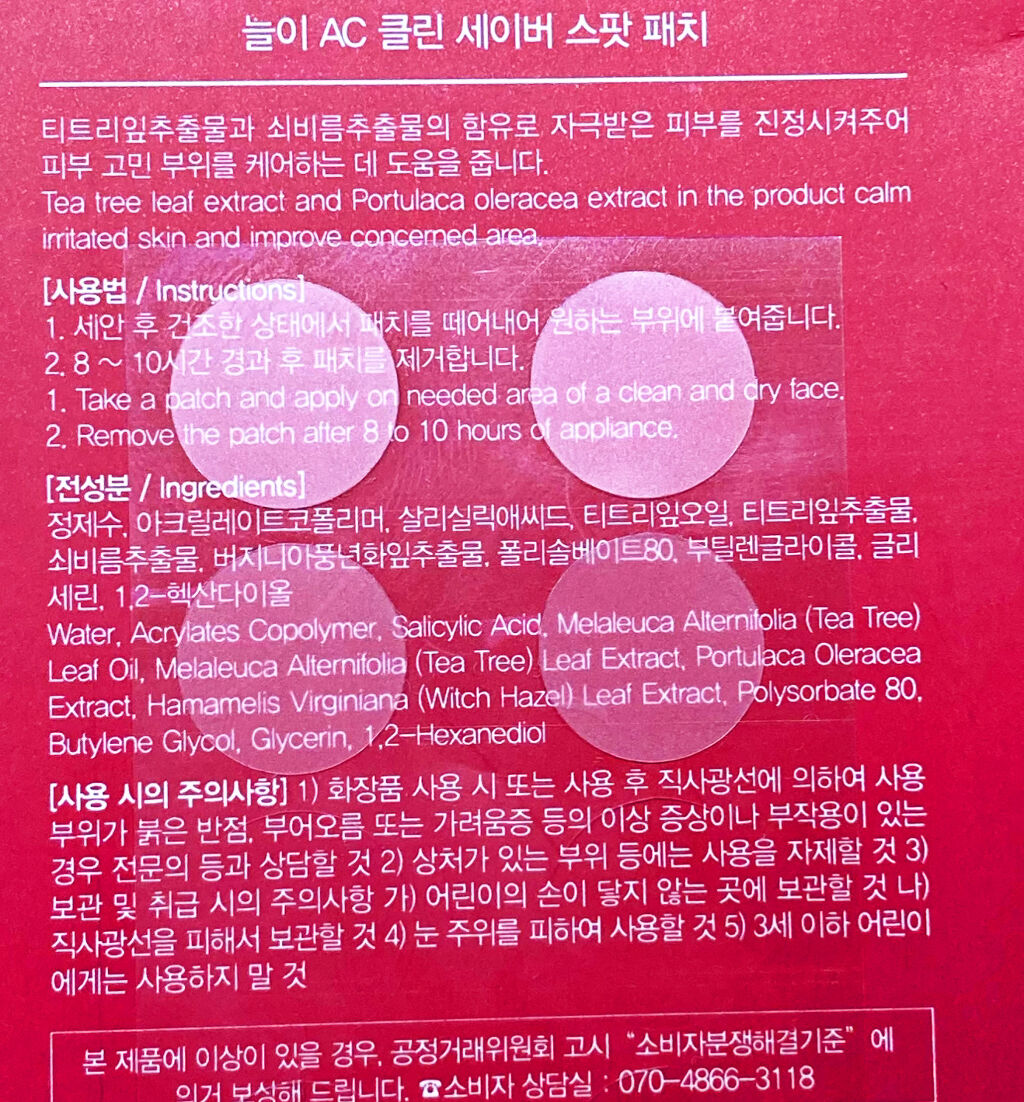 늘이 AC 클린 세이버 스팟 패치
티트리잎추출물과 쇠비름추출물의 함유로 자극받은 피부를 진정시켜주어
피부 고민 부위를 케어하는 데 도움을 줍니다.
Tea tree leaf extract and Portulaca oleracea extract in the product calm
irritated skin and improve concerned area.
[사용법 / Instructions]
1. 세안 후 건조한 상태에서 패치를 떼어내어 원하는 부위에 붙여줍니다.
2. 8 ~ 10시간 경과 후 패치를 제거합니다.
1. Take a patch and apply on needed area of a clean and dry face.
2. Remove the patch after 8 to 10 hours of appliance.
[전성분 / Ingredients]
정제수, 아크릴레이트코폴리머, 살리실릭애씨드, 티트리잎오일, 티트리잎추출물,
쇠비름추출물, 버지니아풍년화잎추출물, 폴리솔베이트80, 부틸렌글라이콜, 글리
세린, 1,2-헥산다이올
Water, Acrylates Copolymer, Salicylic Acid, Melaleuca Alternifolia (Tea Tree)
Leaf Oil, Melaleuca Alternifolia (Tea Tree) Leaf Extract, Portulaca Oleracea
Extract, Hamamelis Virginiana (Witch Hazel) Leaf Extract, Polysorbate 80,
Butylene Glycol, Glycerin, 1,2-Hexanediol
[사용 시의 주의사항] 1) 화장품 사용 시 또는 사용 후 직사광선에 의하여 사용
부위가 붉은 반점, 부어오름 또는 가려움증 등의 이상 증상이나 부작용이 있는
경우 전문의 등과 상담할 것 2) 상처가 있는 부위 등에는 사용을 자제할 것 3)
보관 및 취급 시의 주의사항 가) 어린이의 손이 닿지 않는 곳에 보관할 것 나)
직사광선을 피해서 보관할 것 4) 눈 주위를 피하여 사용할 것 5) 3세 이하 어린이
에게는 사용하지 말 것
본 제품에 이상이 있을 경우, 공정거래위원회 고시 “소비자분쟁해결기준” 에
의거 보상해 드립니다. ☎소비자 상담실 : 070-4866-3118